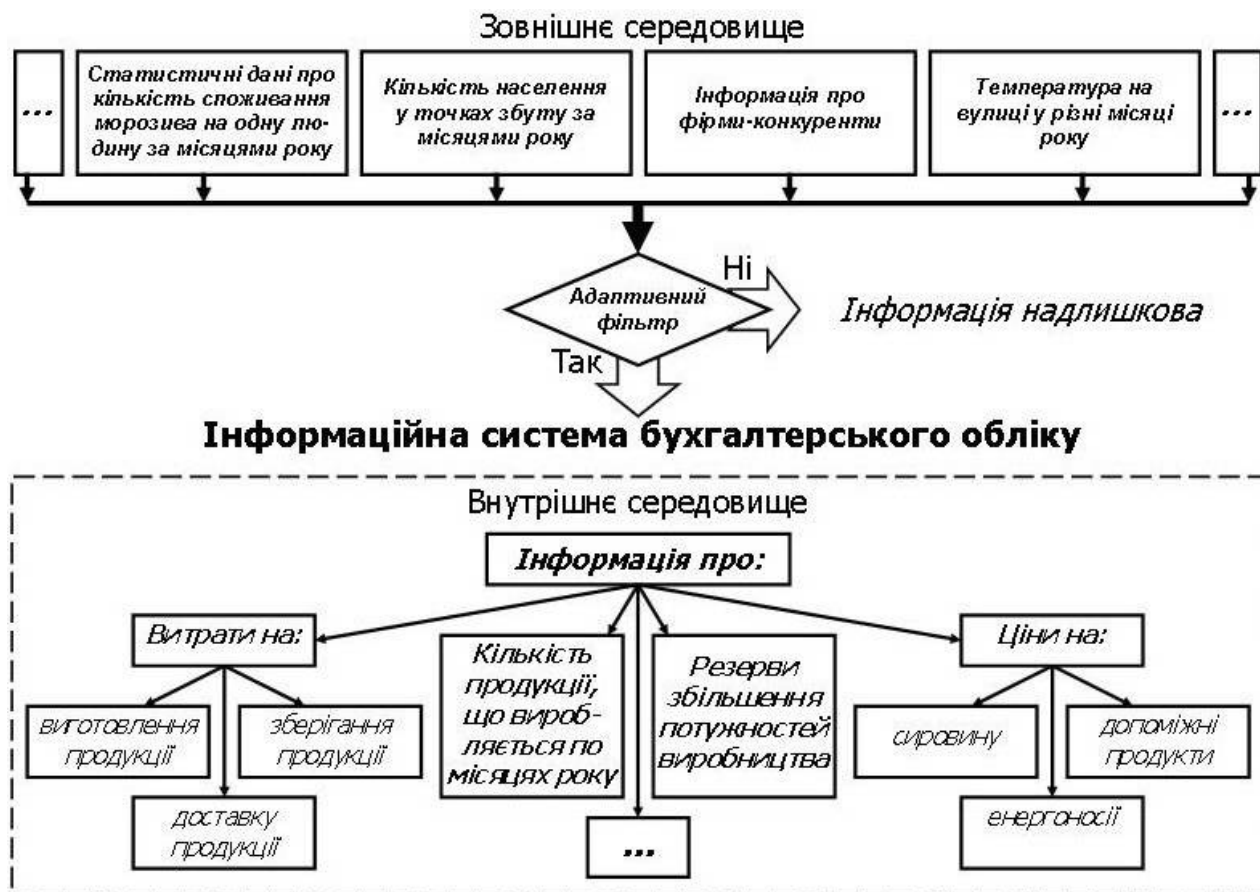 Зовнішнє середовище
...
Статистичні дані про
кількість споживання
морозива на одну лю-
дину за місяцями року
Кількість населення
у точках збуту за
місяцями року
Інформація про
фірми-конкуренти
Температура на
вулиці у різні місяці
року
...
Адаптивний
фільтр
Ні
Інформація надлишкова
Так
Інформаційна система бухгалтерського обліку
Внутрішнє середовище
Інформація про:
Витрати на:
виготовлення
продукції
зберігання
продукції
доставку
продукції
Кількість
продукції,
що вироб-
ляється по
місяцях року
Резерви
збільшення
потужностей
виробництва
...
Ціни на:
сировину
допоміжні
продукти
енергоносії